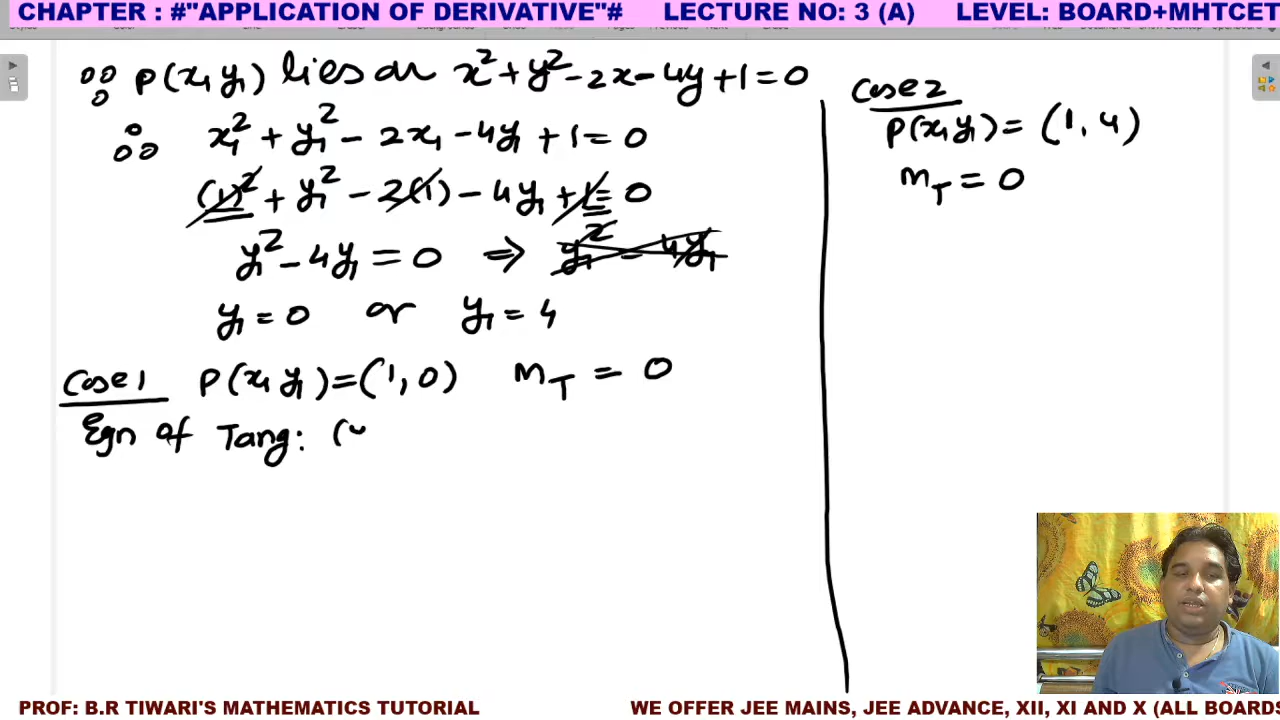 CHAPTER : #"APPLICATION OF DERIVATIVE"# LECTURE NO: 3 (A) LEVEL: BOARD+MHTCET
∵ P(x₁ y₁) lies on x² + y² - 2x - 4y + 1 = 0
∴ x₁² + y₁² - 2x₁ - 4y₁ + 1 = 0
(1)² + y₁² - 2(1) - 4y₁ + 1 = 0
y₁² - 4y₁ = 0 ⇒ y₁² - 4y₁
y₁ = 0 or y₁ = 4
Case 1 P(x₁ y₁) = (1, 0) m_T = 0
Eqn of Tang: (y
Case 2
P(x₁ y₁) = (1, 4)
m_T = 0
PROF: B.R TIWARI'S MATHEMATICS TUTORIAL WE OFFER JEE MAINS, JEE ADVANCE, XII, XI AND X (ALL BOARDS